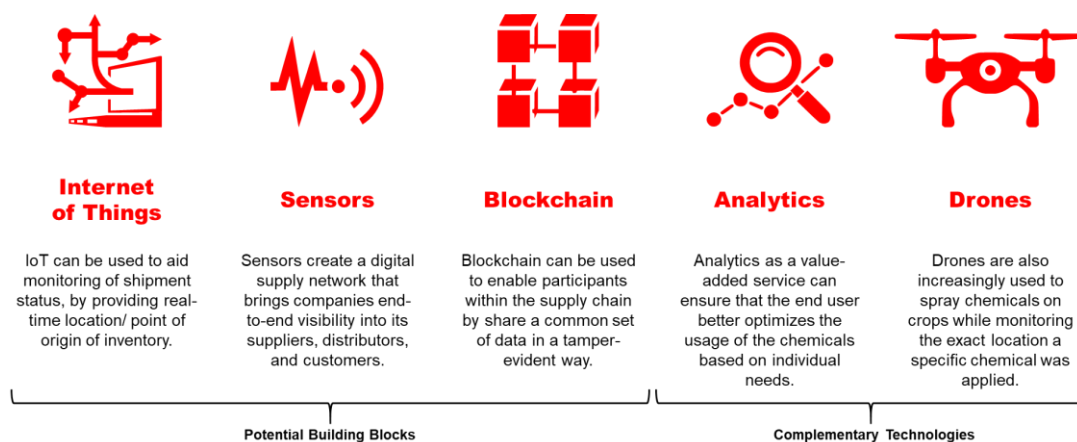 Internet
of Things
IoT can be used to aid
monitoring of shipment
status, by providing real-
time location/ point of
origin of inventory.
Sensors
Sensors create a digital
supply network that
brings companies end-
to-end visibility into its
suppliers, distributors,
and customers.
Blockchain
Blockchain can be used
to enable participants
within the supply chain
by share a common set
of data in a tamper-
evident way.
Analytics
Analytics as a value-
added service can
ensure that the end user
better optimizes the
usage of the chemicals
based on individual
needs.
Drones
Drones are also
increasingly used to
spray chemicals on
crops while monitoring
the exact location a
specific chemical was
applied.
Potential Building Blocks
Complementary Technologies